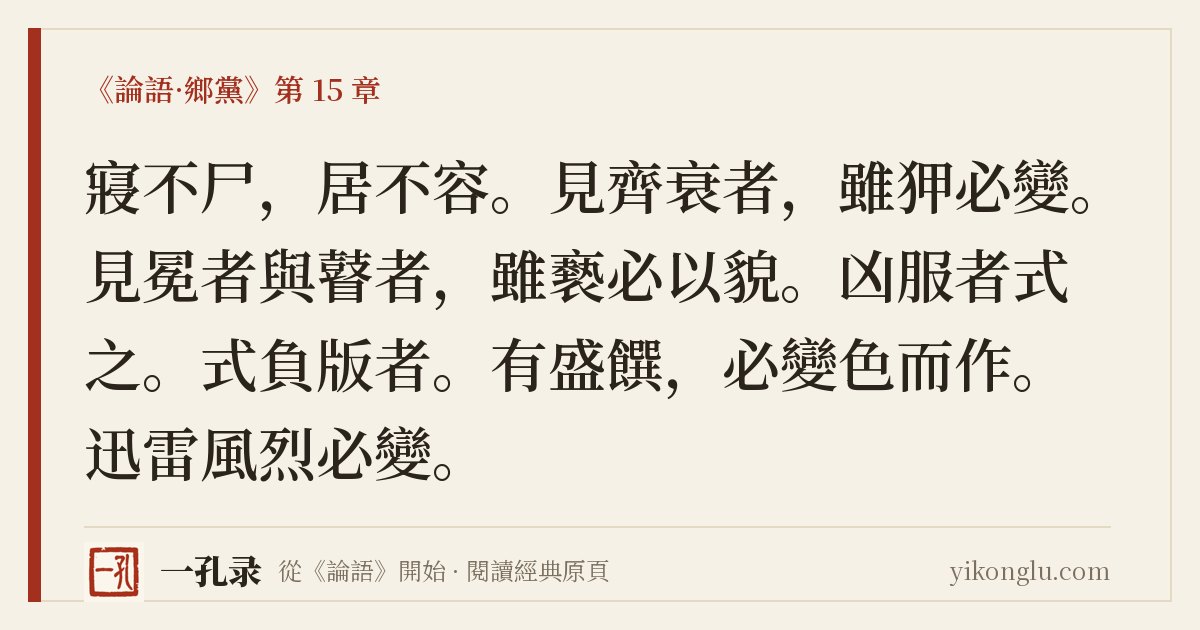 《論語·鄉黨》第 15 章
寢不尸，居不容。見齊衰者，雖狎必變。
見冕者與瞽者，雖褻必以貌。凶服者式
之。式負版者。有盛饌，必變色而作。
迅雷風烈必變。
一孔
一孔录 從《論語》開始 · 閱讀經典原頁 yikonglu.com